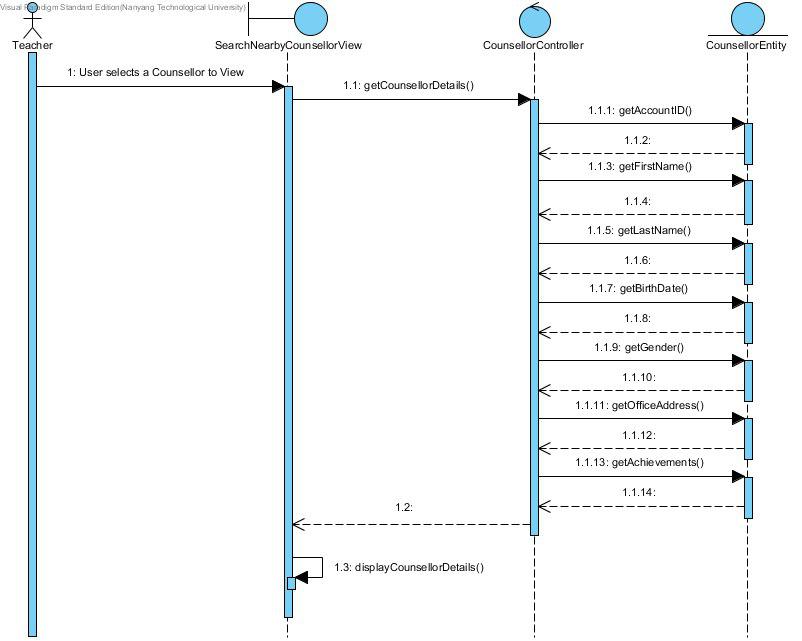 Visual Paradigm Standard Edition(Nanyang Technological University)
Teacher
SearchNearbyCounsellorView
CounsellorController
CounsellorEntity
1: User selects a Counsellor to View
1.1: getCounsellorDetails()
1.1.1: getAccountID()
1.1.2:
1.1.3: getFirstName()
1.1.4:
1.1.5: getLastName()
1.1.6:
1.1.7: getBirthDate()
1.1.8:
1.1.9: getGender()
1.1.10:
1.1.11: getOfficeAddress()
1.1.12:
1.1.13: getAchievements()
1.1.14:
1.2:
1.3: displayCounsellorDetails()